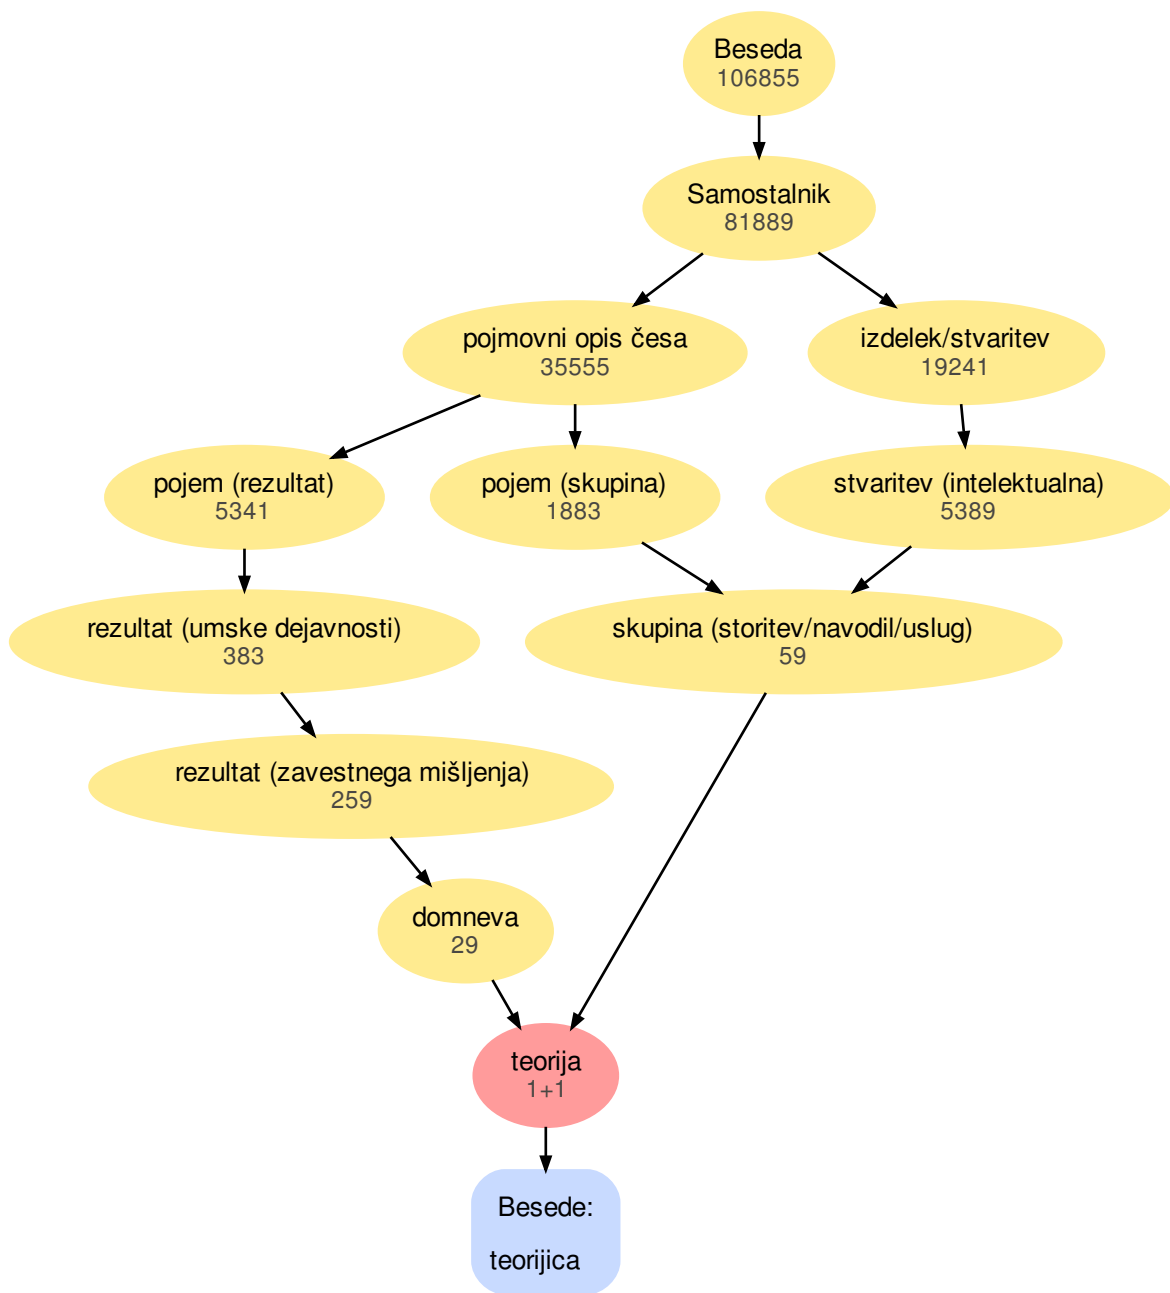 Beseda
106855
Samostalnik
81889
pojmovni opis česa
35555
izdelek/stvaritev
19241
pojem (rezultat)
5341
pojem (skupina)
1883
stvaritev (intelektualna)
5389
rezultat (umske dejavnosti)
383
skupina (storitev/navodil/uslug)
59
rezultat (zavestnega mišljenja)
259
domneva
29
teorija
1+1
Besede:
teorijica